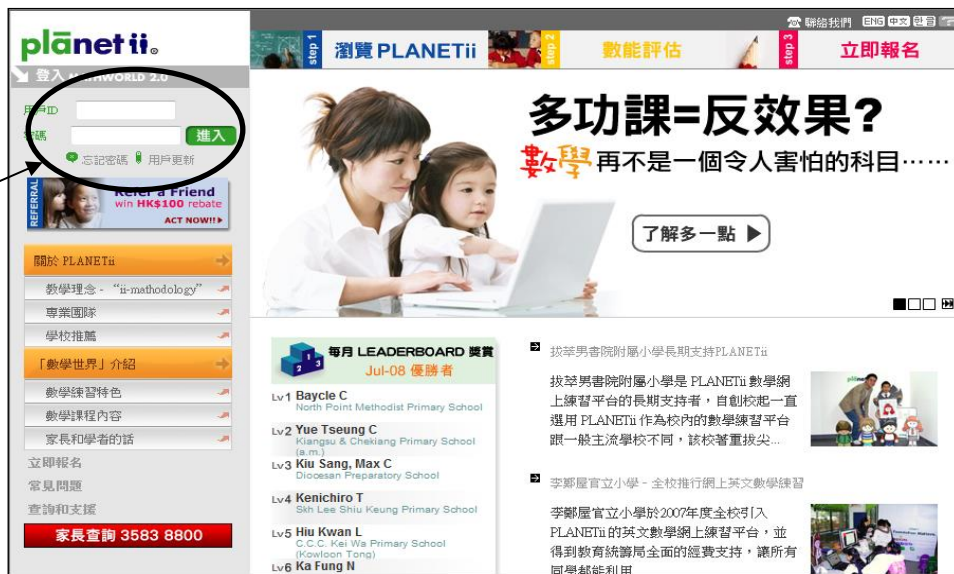 聯絡我們 ENG 中文 한글
plānetii®
step 1 瀏覽 PLANETii step 2 數能評估 step 3 立即報名
登入 MATHWORLD 2.0
用戶ID
密碼 進入
忘記密碼 用戶更新
REFERRAL
Refer a Friend
win HK$100 rebate
ACT NOW!!
關於 PLANETii
教學理念 - “ii-mathodology”
專業團隊
學校推薦
「數學世界」介紹
數學練習特色
數學課程內容
家長和學者的話
立即報名
常見問題
查詢和支援
家長查詢 3583 8800
多功課=反效果?
數學再不是一個令人害怕的科目……
了解多一點
每月 LEADERBOARD 獎賞
Jul-08 優勝者
Lv1 Baycle C
North Point Methodist Primary School
Lv2 Yue Tseung C
Kiangsu & Chekiang Primary School
(a.m.)
Lv3 Kiu Sang, Max C
Diocesan Preparatory School
Lv4 Kenichiro T
Skh Lee Shiu Keung Primary School
Lv5 Hiu Kwan L
C.C.C. Kei Wa Primary School
(Kowloon Tong)
Lv6 Ka Fung N
拔萃男書院附屬小學長期支持PLANETii
拔萃男書院附屬小學是 PLANETii 數學網
上練習平台的長期支持者，自創校起一直
選用 PLANETii 作為校內的數學練習平台
跟一般主流學校不同，該校著重拔尖...
李鄭屋官立小學 - 全校推行網上英文數學練習
李鄭屋官立小學於2007年度全校引入
PLANETii的英文數學網上練習平台，並
得到教育統籌局全面的經費支持，讓所有
同學都能利用